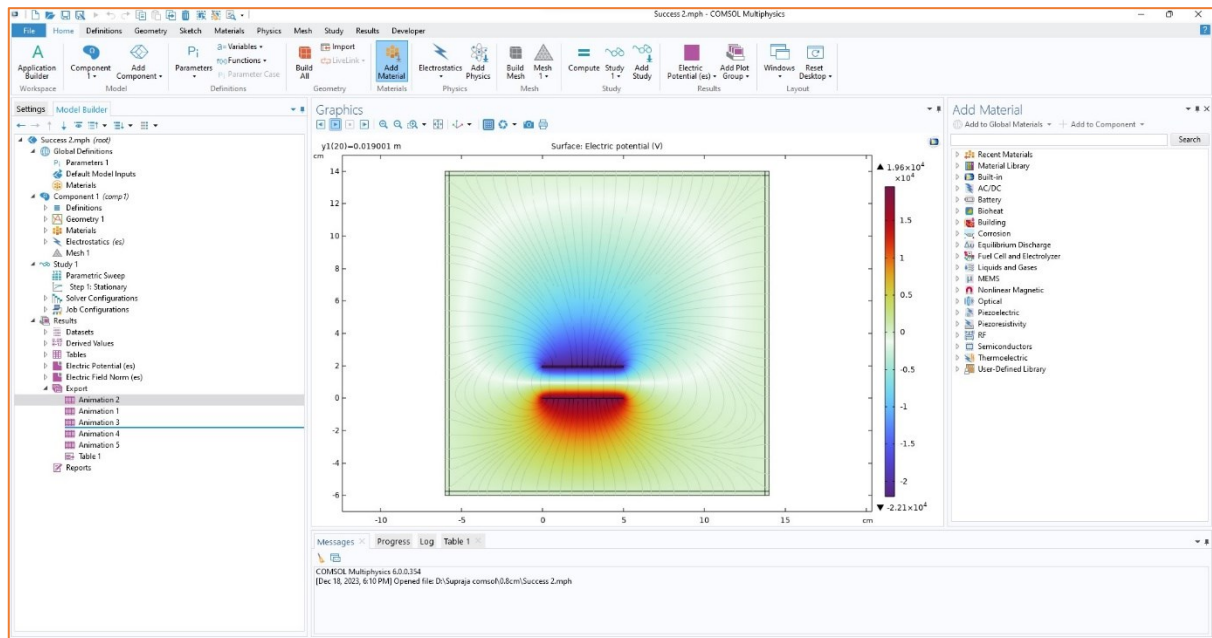 Success 2.mph - COMSOL Multiphysics
File Home Definitions Geometry Sketch Materials Physics Mesh Study Results Developer
Application Builder
Workspace
Component 1
Add Component
Model
Parameters
a= Variables
f(x) Functions
Pi Parameter Case
Definitions
Build All
Import
LiveLink
Geometry
Add Material
Materials
Electrostatics
Add Physics
Physics
Build Mesh
Mesh 1
Mesh
Compute
Study 1
Add Study
Study
Electric Potential (es)
Add Plot Group
Results
Windows
Reset Desktop
Layout
Settings Model Builder
Success 2.mph (root)
Global Definitions
Pi Parameters 1
Default Model Inputs
Materials
Component 1 (comp1)
Definitions
Geometry 1
Materials
Electrostatics (es)
Mesh 1
Study 1
Parametric Sweep
Step 1: Stationary
Solver Configurations
Job Configurations
Results
Datasets
Derived Values
Tables
Electric Potential (es)
Electric Field Norm (es)
Export
Animation 2
Animation 1
Animation 3
Animation 4
Animation 5
Table 1
Reports
Graphics
y1(20)=0.019001 m
Surface: Electric potential (V)
cm
14
12
10
8
6
4
2
0
-2
-4
-6
-10 -5 0 5 10 15 cm
▲ 1.96×10⁴
×10⁴
1.5
1
0.5
0
-0.5
-1
-1.5
-2
▼ -2.21×10⁴
Messages Progress Log Table 1
COMSOL Multiphysics 6.0.0.354
[Dec 18, 2023, 6:10 PM] Opened file: D:\Supraja comsol\0.8cm\Success 2.mph
Add Material
Add to Global Materials + Add to Component
Search
Recent Materials
Material Library
Built-in
AC/DC
Battery
Bioheat
Building
Corrosion
Equilibrium Discharge
Fuel Cell and Electrolyzer
Liquids and Gases
MEMS
Nonlinear Magnetic
Optical
Piezoelectric
Piezoresistivity
RF
Semiconductors
Thermoelectric
User-Defined Library